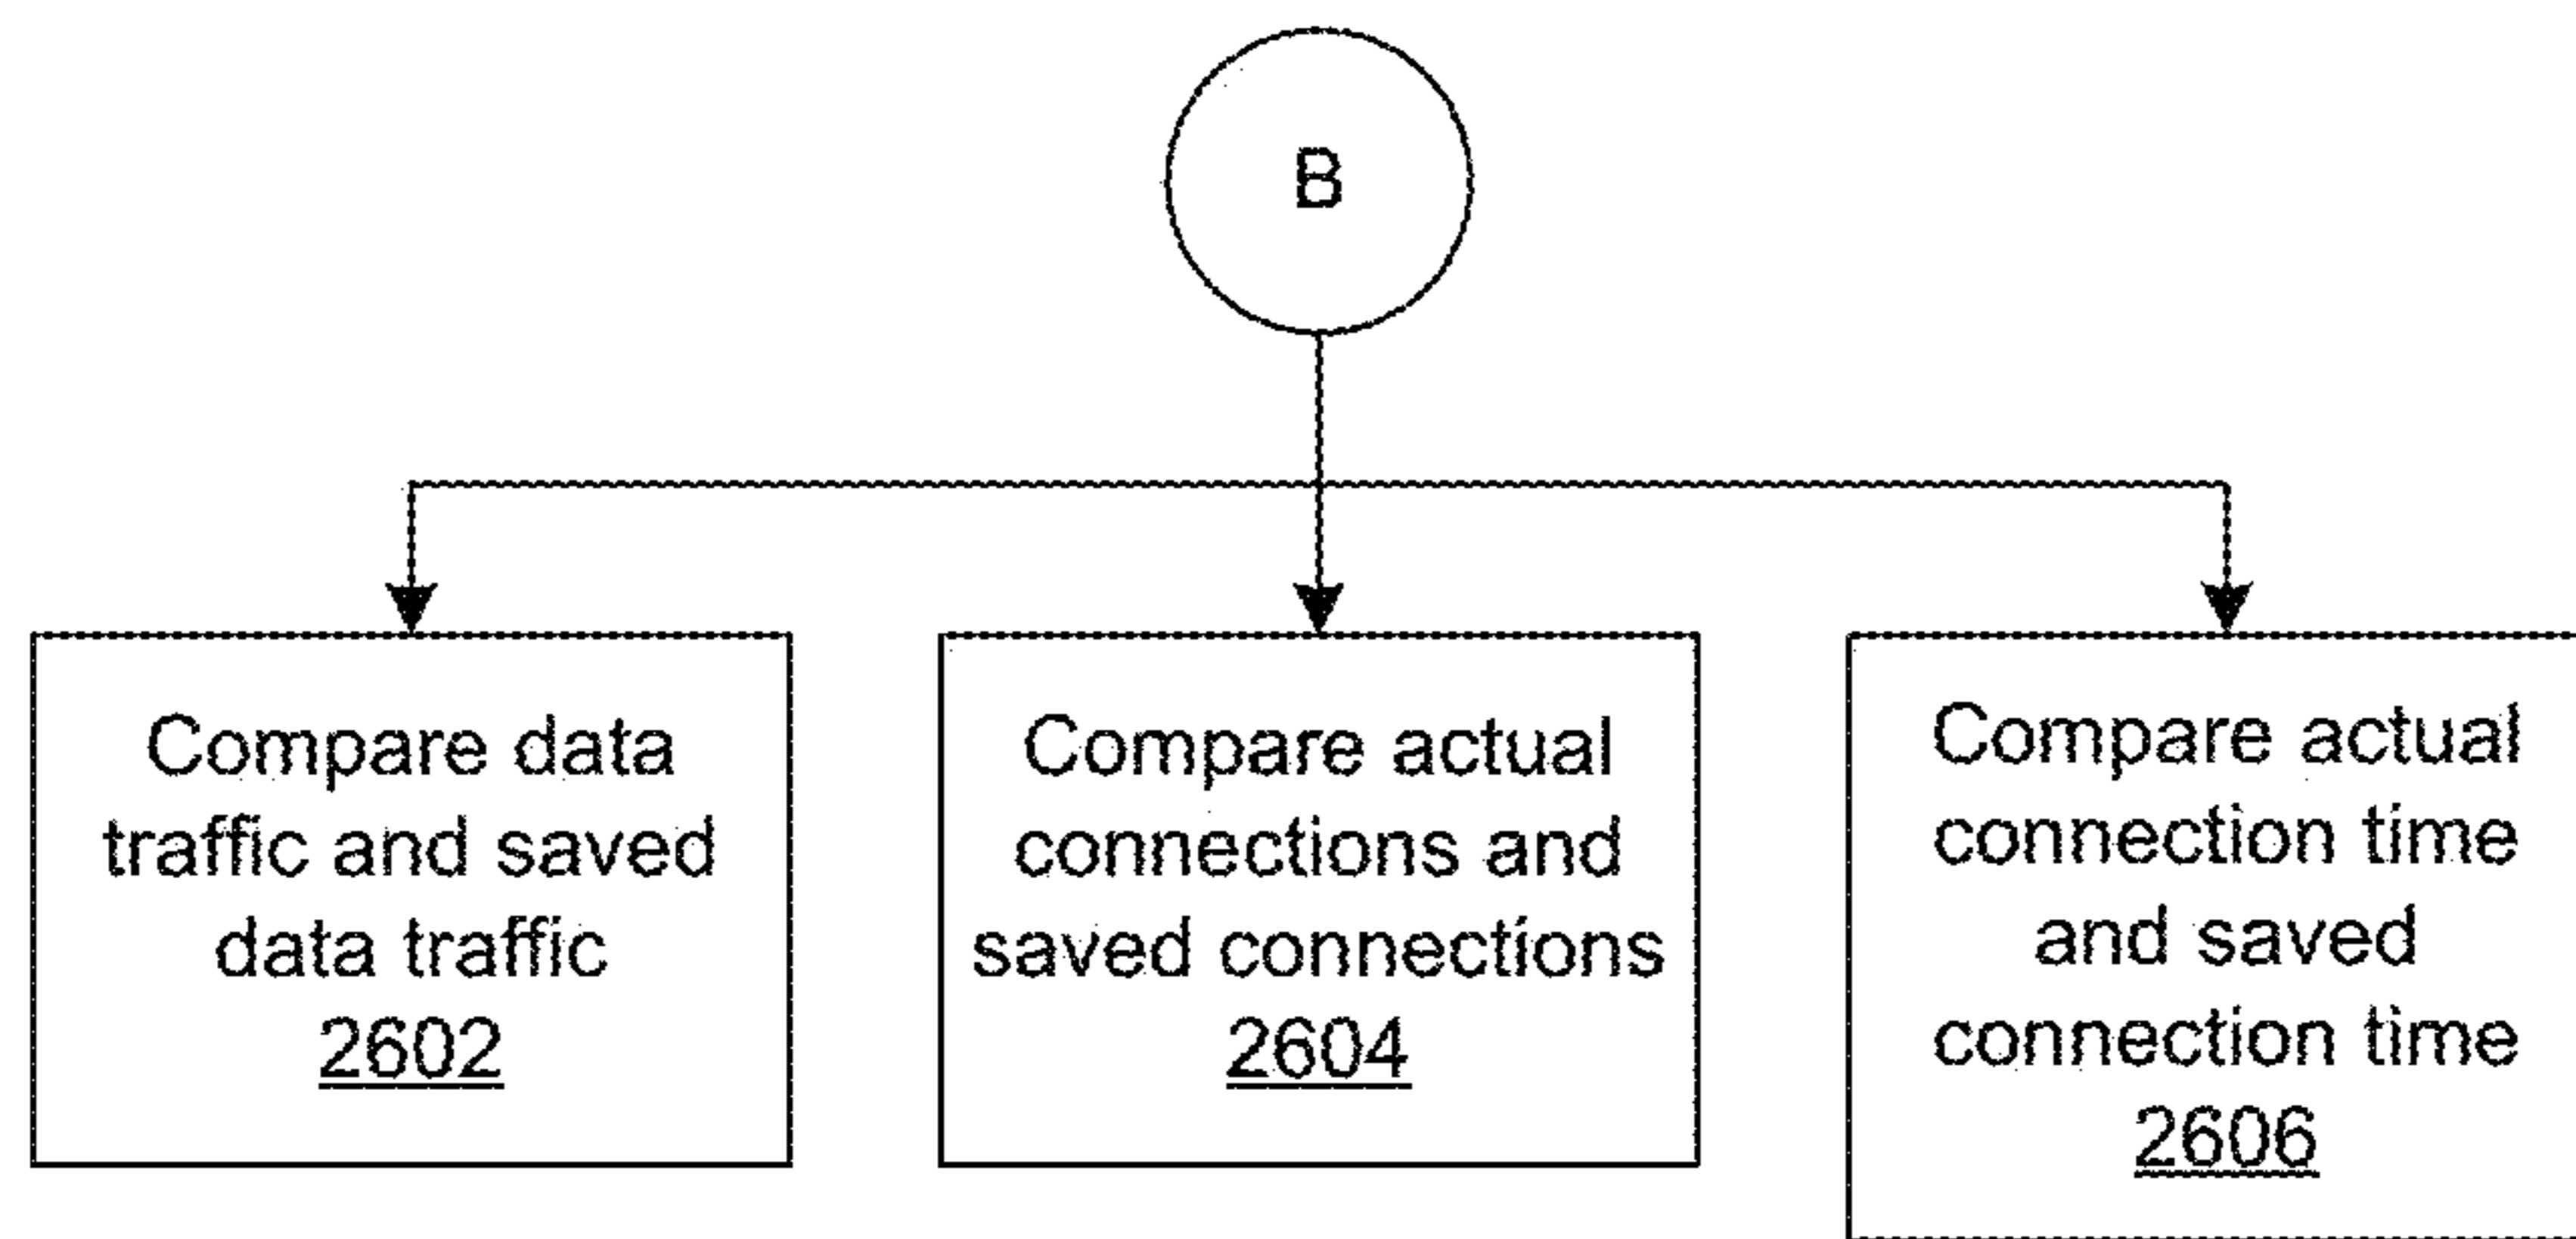 B
Compare data
traffic and saved
data traffic
2602
Compare actual
connections and
saved connections
2604
Compare actual
connection time
and saved
connection time
2606